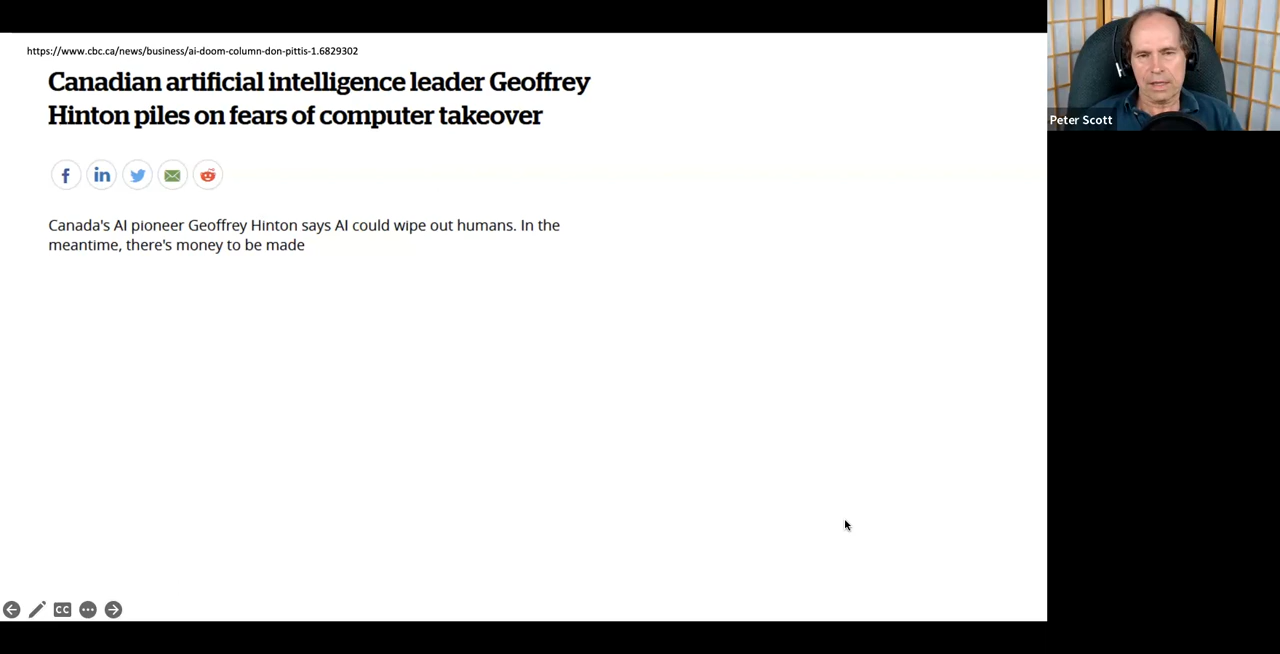 https://www.cbc.ca/news/business/ai-doom-column-don-pittis-1.6829302
Canadian artificial intelligence leader Geoffrey
Hinton piles on fears of computer takeover
f
in
Canada's AI pioneer Geoffrey Hinton says AI could wipe out humans. In the
meantime, there's money to be made
CC
Peter Scott